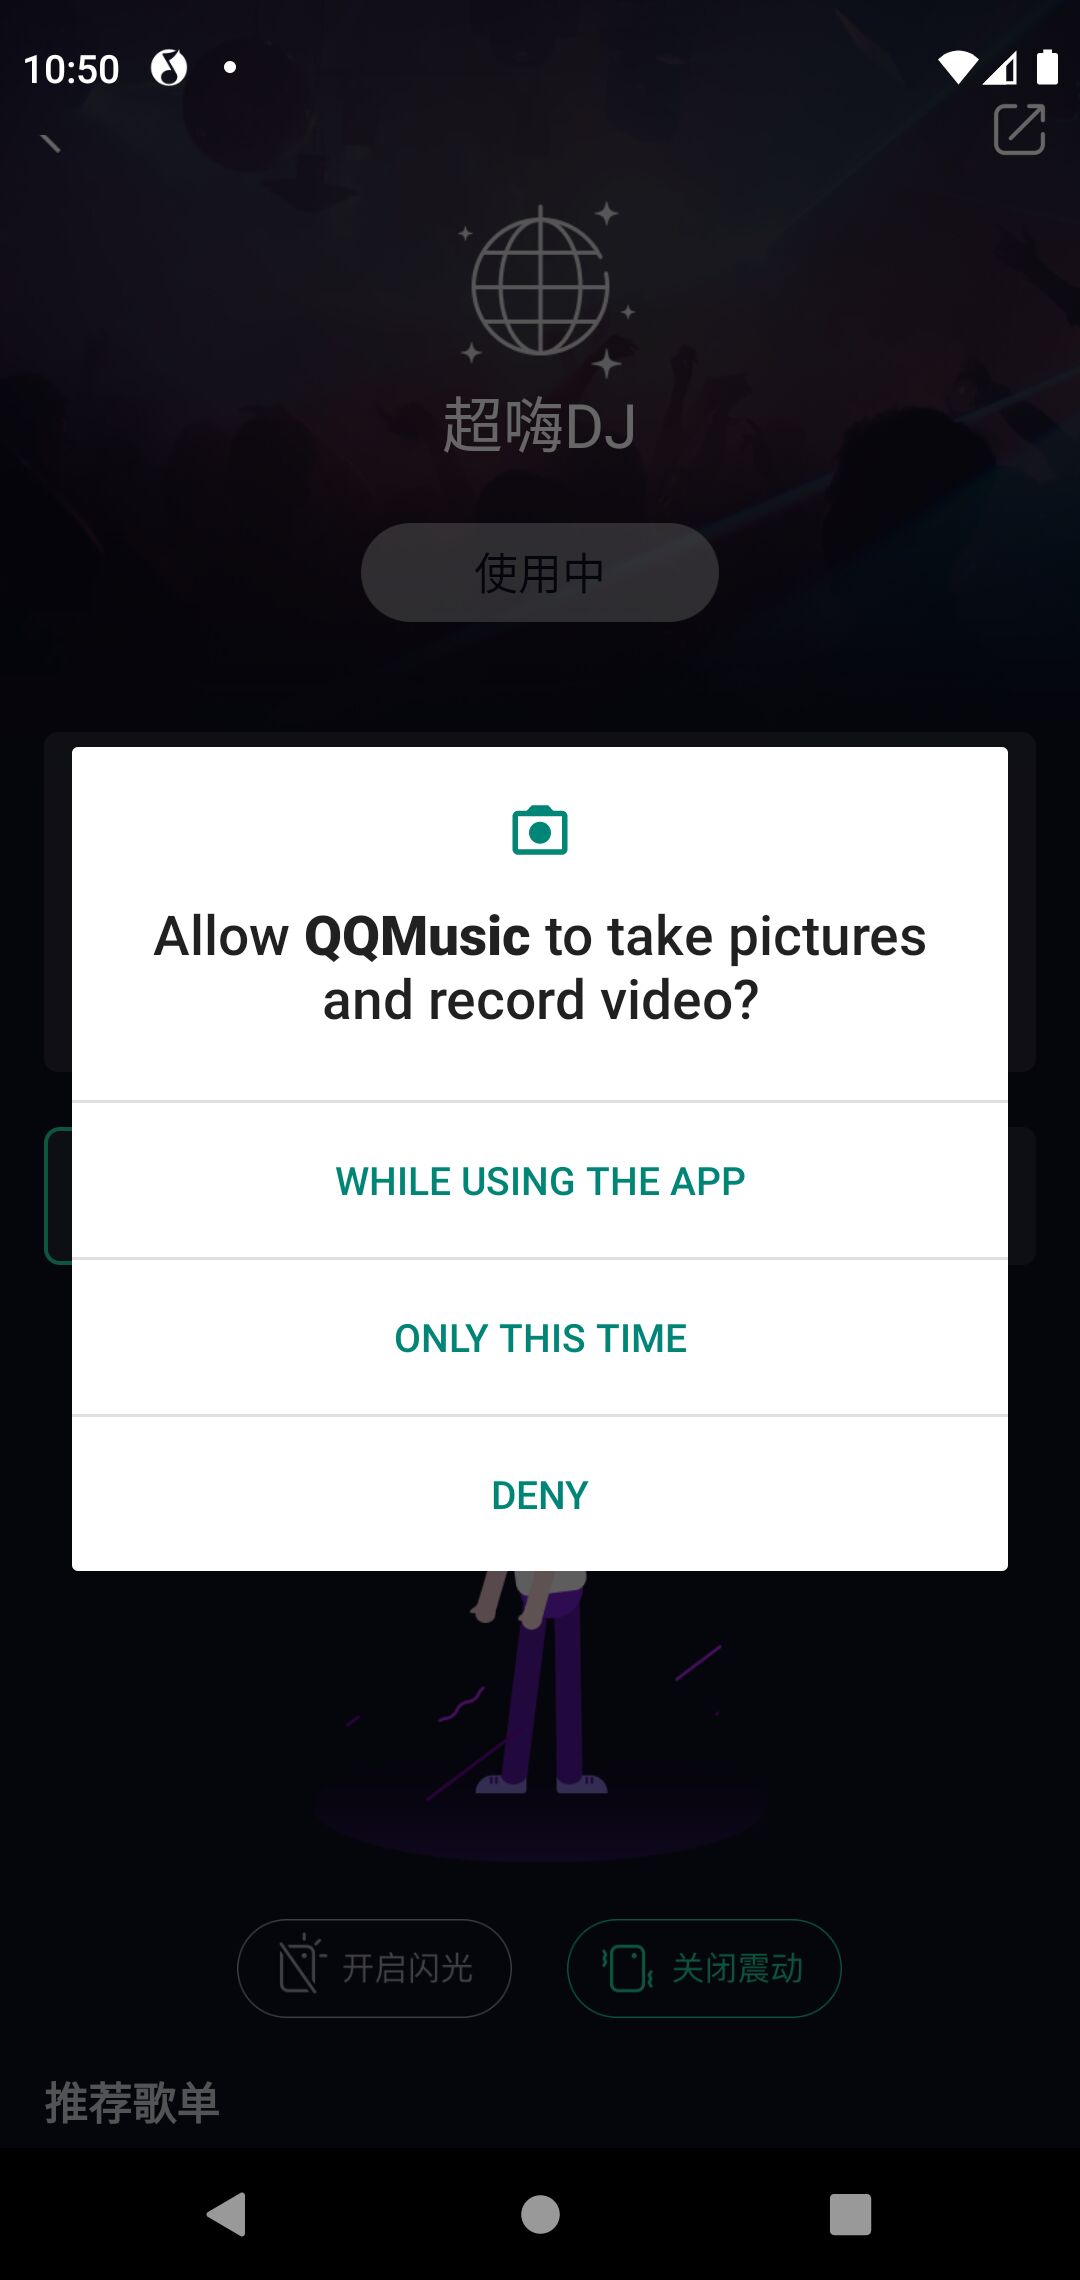 10:50
超嗨DJ
使用中
Allow QQMusic to take pictures
and record video?
WHILE USING THE APP
ONLY THIS TIME
DENY
开启闪光
关闭震动
推荐歌单